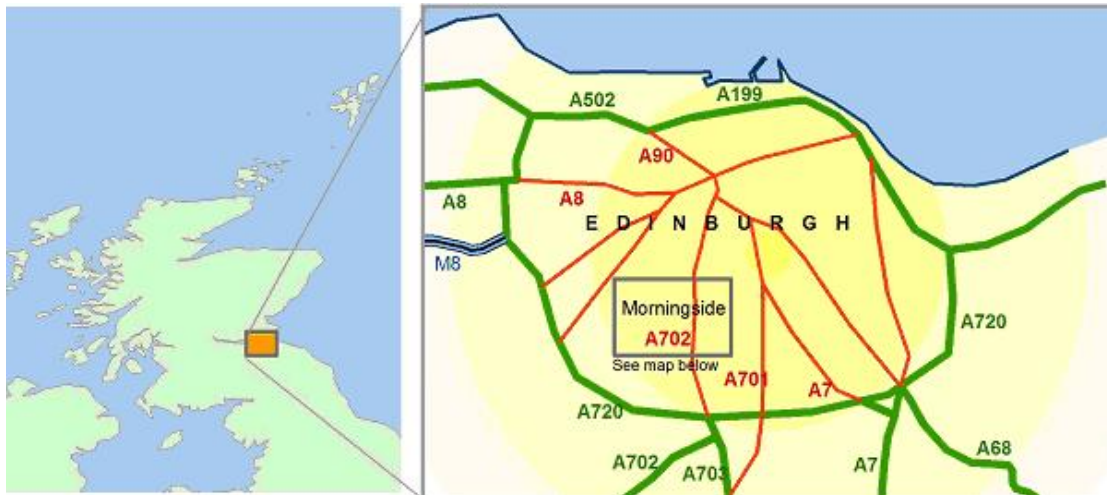 A502
A199
A90
A8
A8
EDINBURGH
M8
Morningside
A702
See map below
A720
A701
A7
A720
A702
A703
A7
A68